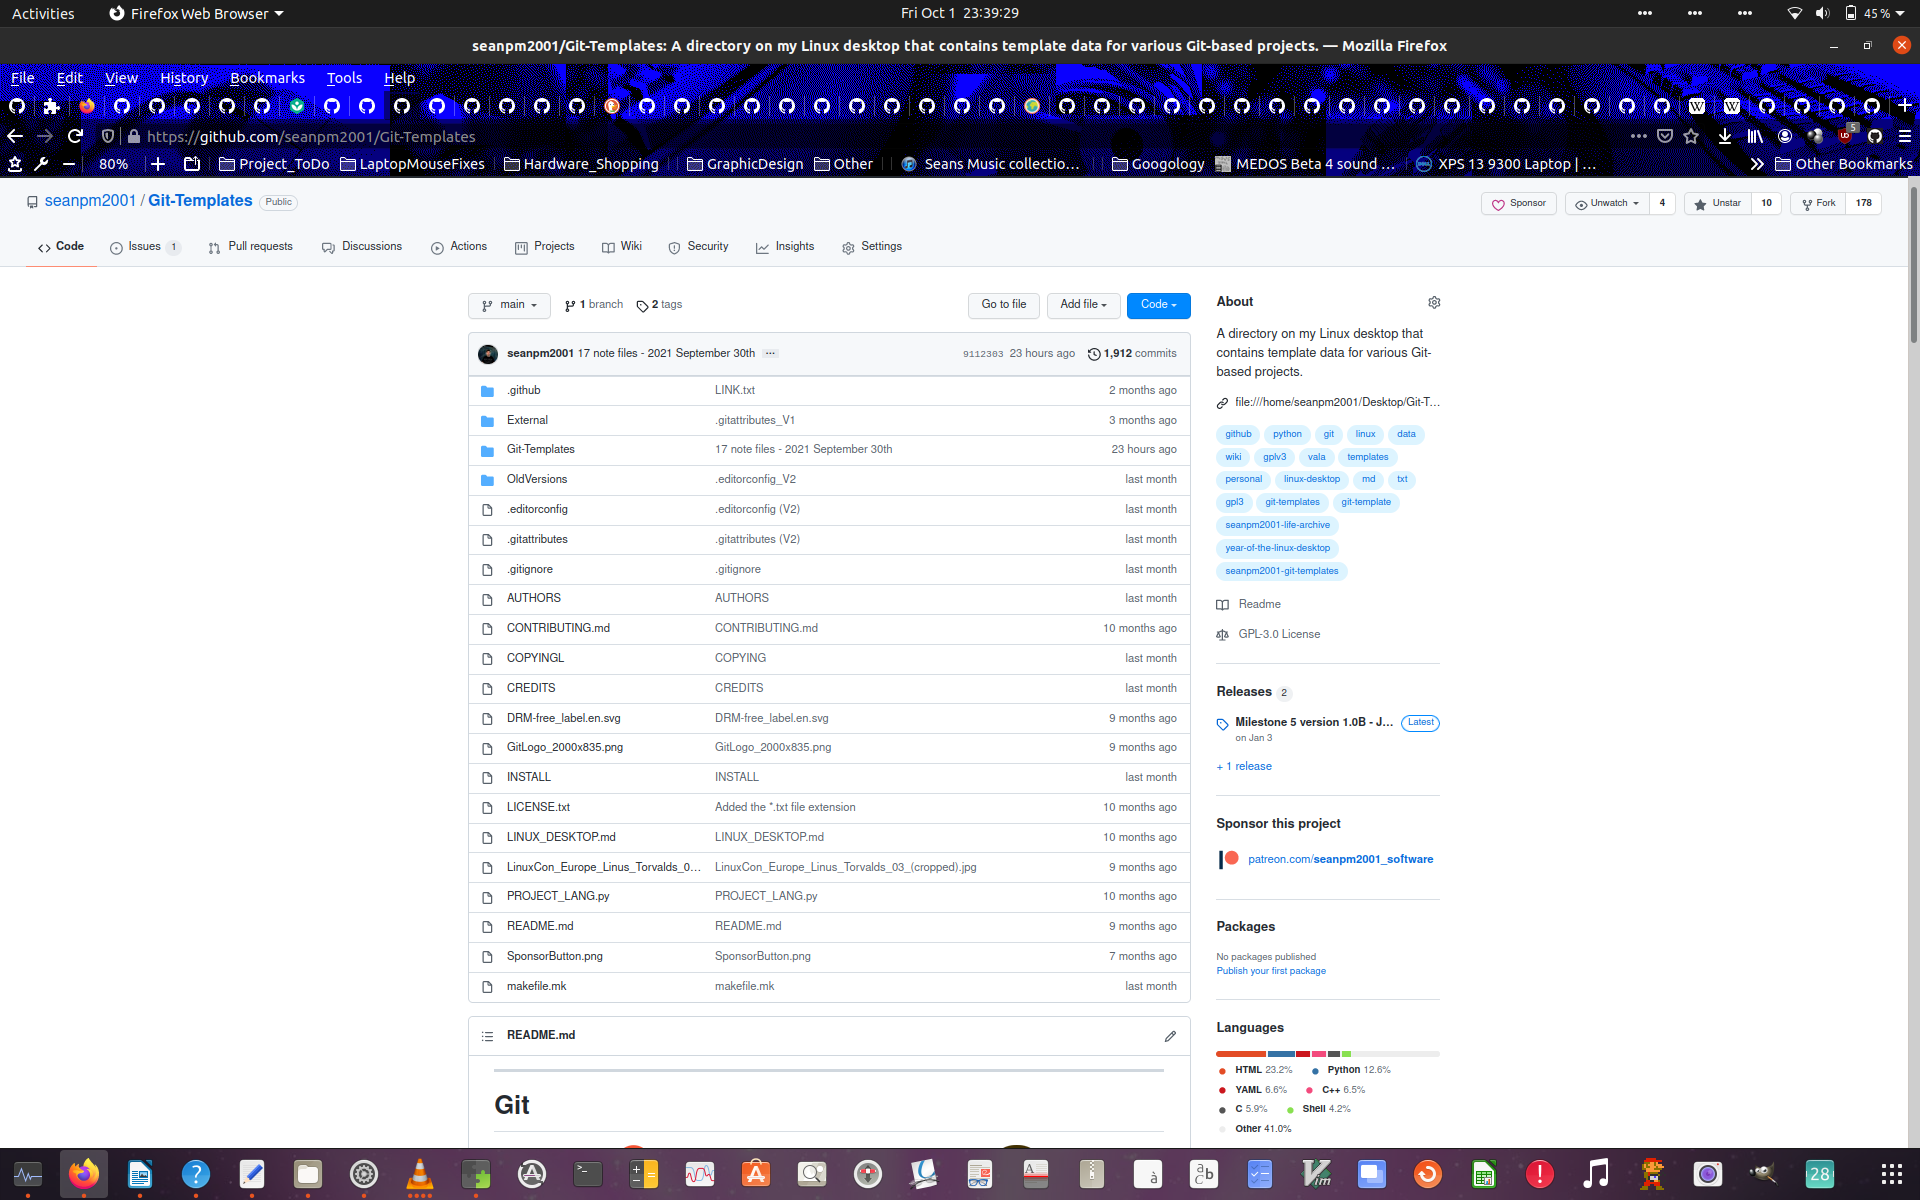 Activities Firefox Web Browser Fri Oct 1 23:39:29 45 %
seanpm2001/Git-Templates: A directory on my Linux desktop that contains template data for various Git-based projects. — Mozilla Firefox
File Edit View History Bookmarks Tools Help
https://github.com/seanpm2001/Git-Templates 5
80% Project_ToDo LaptopMouseFixes Hardware_Shopping GraphicDesign Other Seans Music collectio… Googology MEDOS Beta 4 sound … XPS 13 9300 Laptop | … Other Bookmarks
seanpm2001 / Git-Templates Public Sponsor Unwatch 4 Unstar 10 Fork 178
Code Issues 1 Pull requests Discussions Actions Projects Wiki Security Insights Settings
main 1 branch 2 tags Go to file Add file Code
seanpm2001 17 note files - 2021 September 30th ... 9112303 23 hours ago 1,912 commits
.github LINK.txt 2 months ago
External .gitattributes_V1 3 months ago
Git-Templates 17 note files - 2021 September 30th 23 hours ago
OldVersions .editorconfig_V2 last month
.editorconfig .editorconfig (V2) last month
.gitattributes .gitattributes (V2) last month
.gitignore .gitignore last month
AUTHORS AUTHORS last month
CONTRIBUTING.md CONTRIBUTING.md 10 months ago
COPYINGL COPYING last month
CREDITS CREDITS last month
DRM-free_label.en.svg DRM-free_label.en.svg 9 months ago
GitLogo_2000x835.png GitLogo_2000x835.png 9 months ago
INSTALL INSTALL last month
LICENSE.txt Added the *.txt file extension 10 months ago
LINUX_DESKTOP.md LINUX_DESKTOP.md 10 months ago
LinuxCon_Europe_Linus_Torvalds_0… LinuxCon_Europe_Linus_Torvalds_03_(cropped).jpg 9 months ago
PROJECT_LANG.py PROJECT_LANG.py 10 months ago
README.md README.md 9 months ago
SponsorButton.png SponsorButton.png 7 months ago
makefile.mk makefile.mk last month
README.md
Git
About
A directory on my Linux desktop that
contains template data for various Git-
based projects.
file:///home/seanpm2001/Desktop/Git-T…
github python git linux data
wiki gplv3 vala templates
personal linux-desktop md txt
gpl3 git-templates git-template
seanpm2001-life-archive
year-of-the-linux-desktop
seanpm2001-git-templates
Readme
GPL-3.0 License
Releases 2
Milestone 5 version 1.0B - J… Latest
on Jan 3
+ 1 release
Sponsor this project
patreon.com/seanpm2001_software
Packages
No packages published
Publish your first package
Languages
HTML 23.2% Python 12.6%
YAML 6.6% C++ 6.5%
C 5.9% Shell 4.2%
Other 41.0%
28